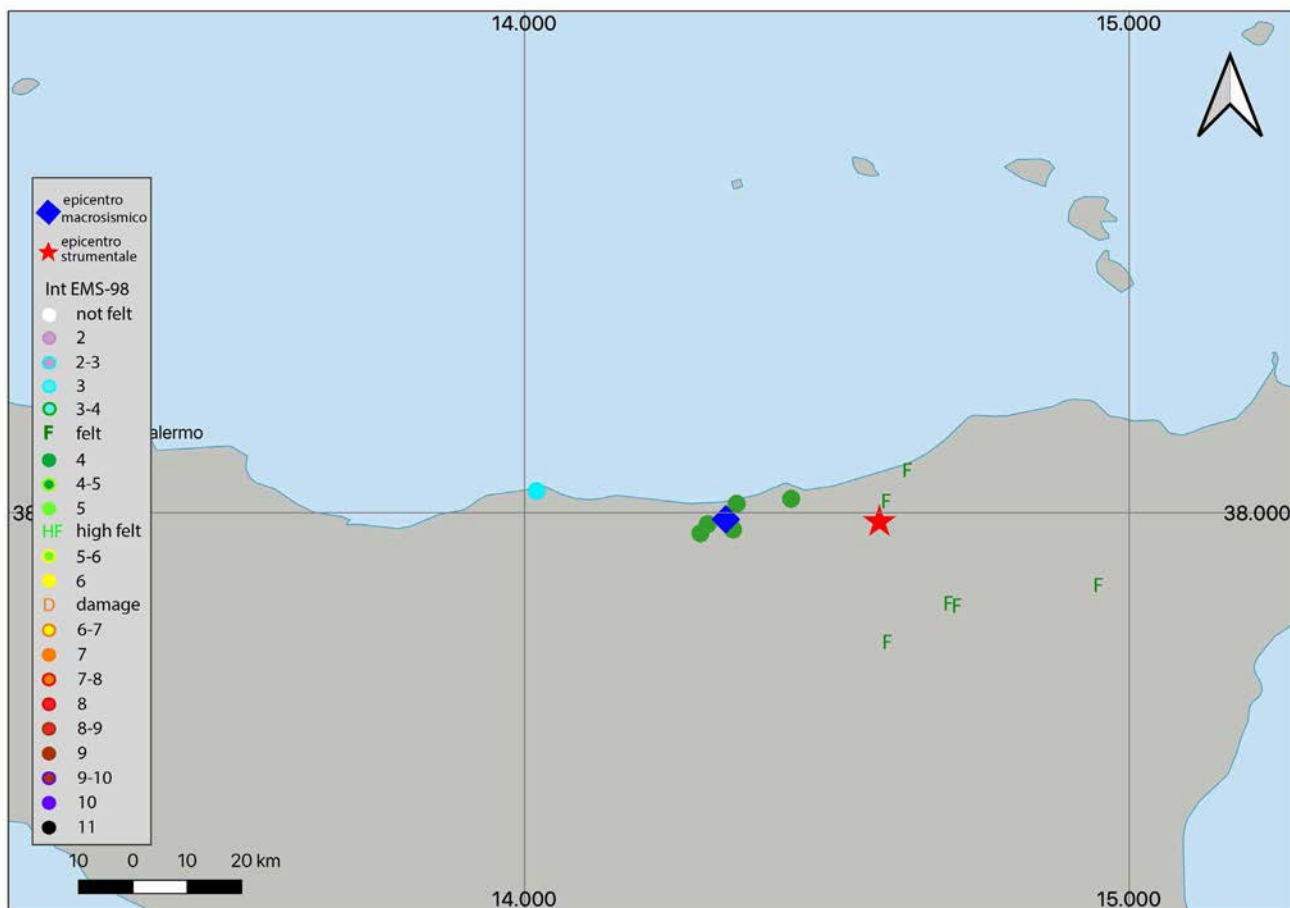 14.000
15.000
epicentro
macrosismico
epicentro
strumentale
Int EMS-98
not felt
2
2-3
3
3-4
F felt
alermo
4
4-5
5
38
38.000
HF high felt
5-6
6
D damage
6-7
7
7-8
8
8-9
9
9-10
10
11
F
F
F
F F
F
10 0 10 20 km
14.000
15.000